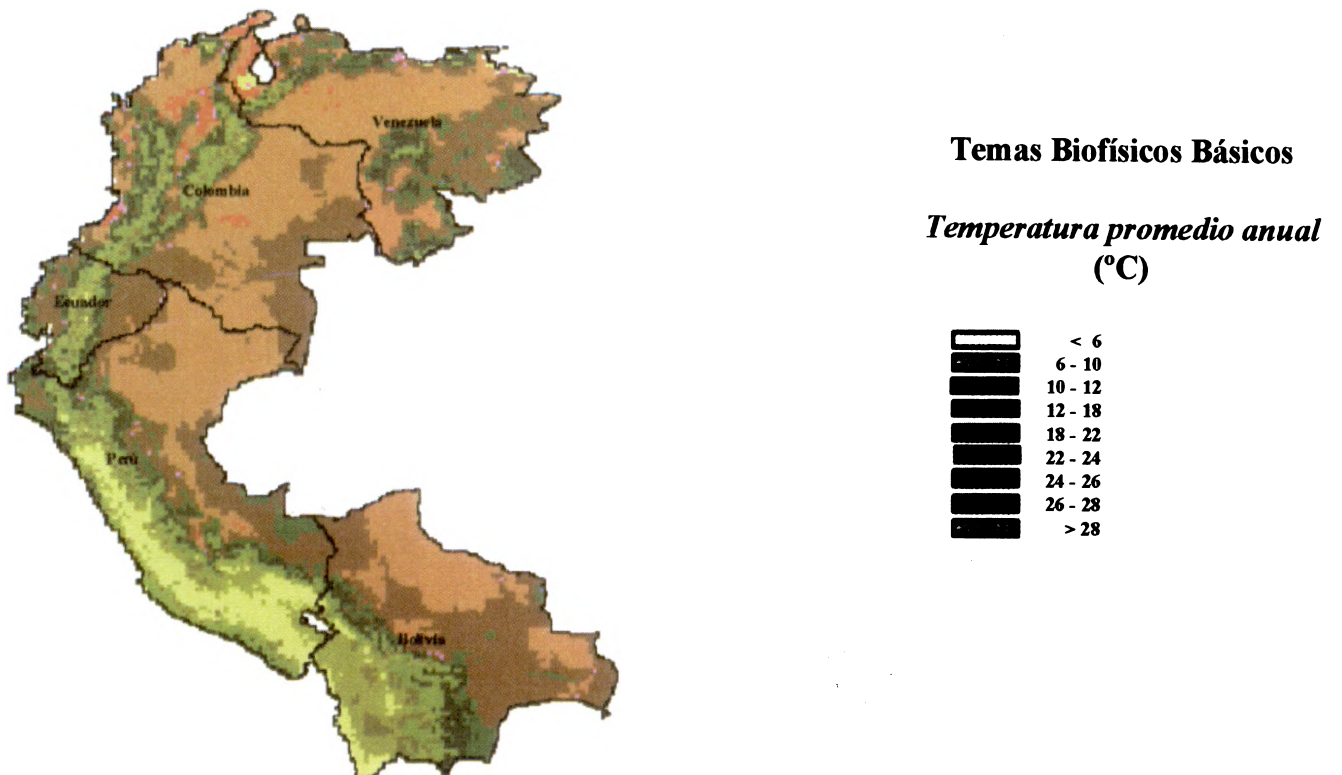 Venezuela
Colombia
Ecuador
Perú
Bolivia
Temas Biofísicos Básicos
Temperatura promedio anual
(ºC)
< 6
6 - 10
10 - 12
12 - 18
18 - 22
22 - 24
24 - 26
26 - 28
> 28